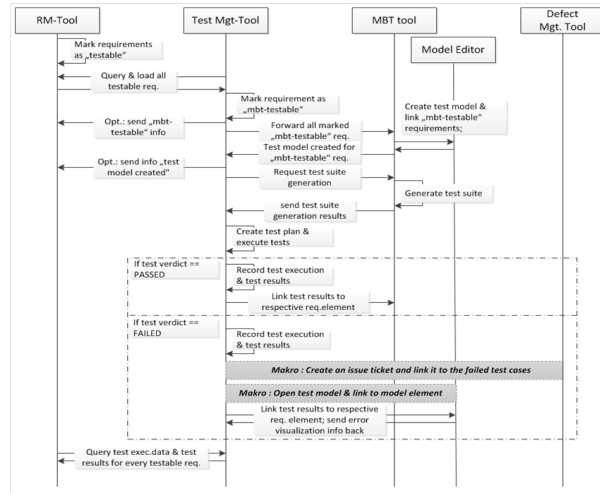 RM-Tool
Test Mgt-Tool
MBT tool
Defect
Mgt. Tool
Model Editor
Mark requirements
as „testable“
Query & load all
testable req.
Mark requirement as
„mbt-testable“
Create test model &
link „mbt-testable“
requirements;
Opt.: send „mbt-
testable“ info
Forward all marked
„mbt-testable“ req.
Test model created for
„mbt-testable“ req.
Opt.: send info „test
model created“
Request test suite
generation
Generate test suite
send test suite
generation results
Create test plan &
execute tests
If test verdict ==
PASSED
Record test execution
& test results
Link test results to
respective req.element
If test verdict ==
FAILED
Record test execution
& test results
Makro : Create an issue ticket and link it to the failed test cases
Makro : Open test model & link to model element
Link test results to respective
req. element; send error
visualization info back
Query test exec.data & test
results for every testable req.